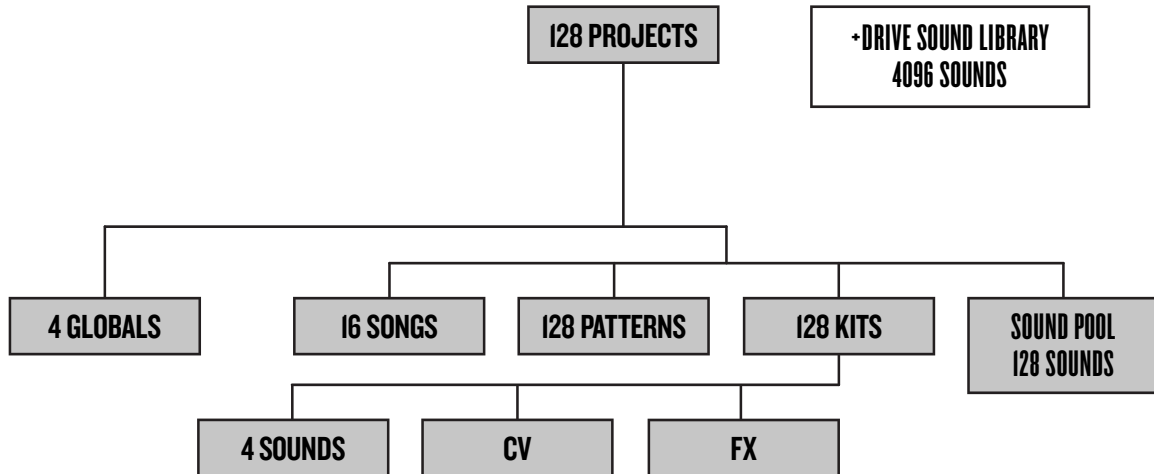 128 PROJECTS
+DRIVE SOUND LIBRARY
4096 SOUNDS
4 GLOBALS
16 SONGS
128 PATTERNS
128 KITS
SOUND POOL
128 SOUNDS
4 SOUNDS
CV
FX